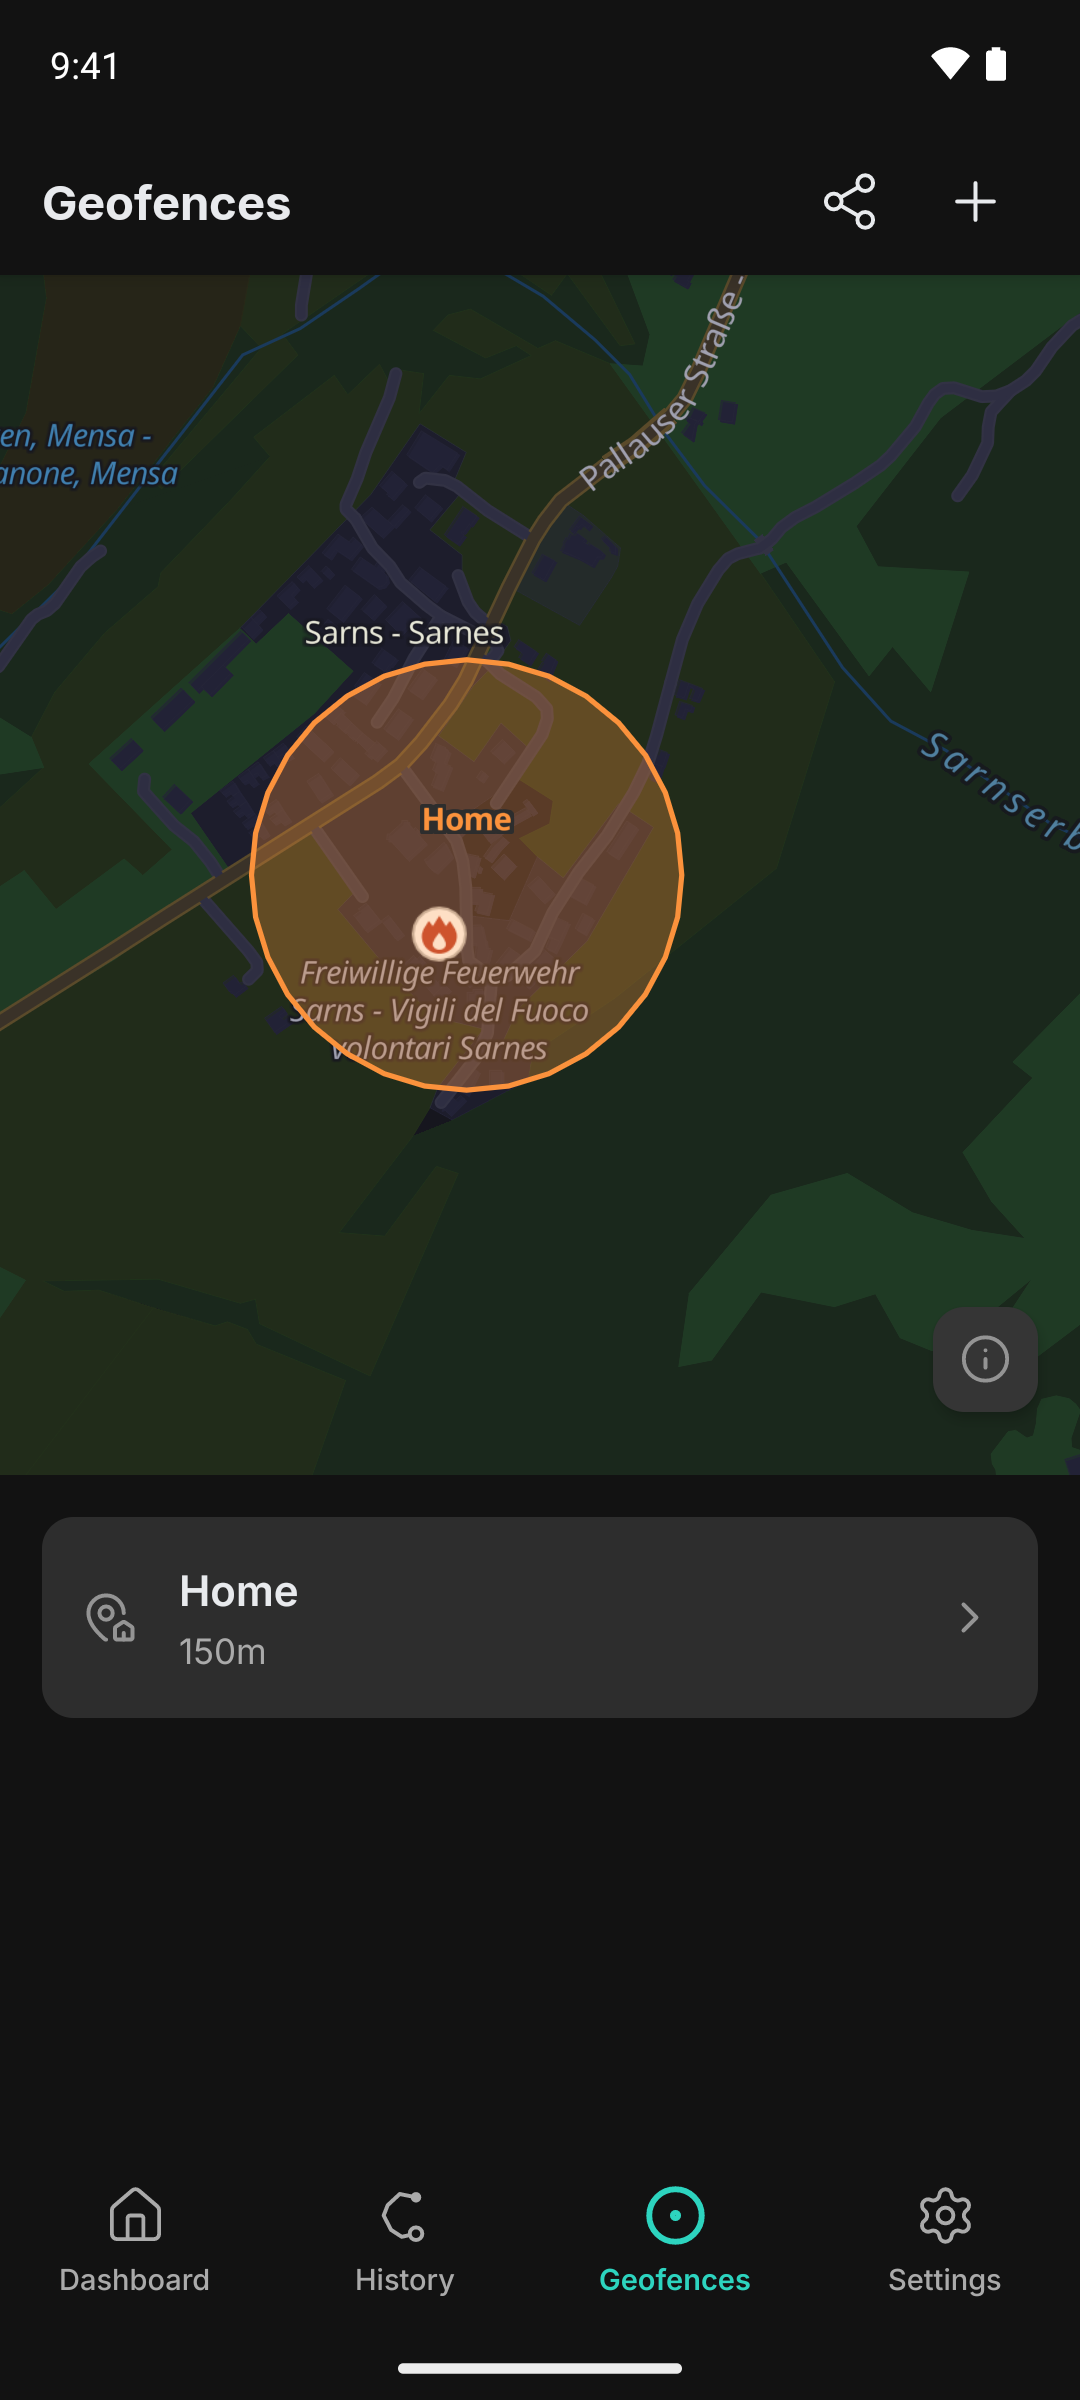 9:41
Geofences
Pallauser Straße -
en, Mensa -
anone, Mensa
Sarns - Sarnes
Home
Freiwillige Feuerwehr
Sarns - Vigili del Fuoco
volontari Sarnes
Sarnserb
Home
150m
Dashboard
History
Geofences
Settings